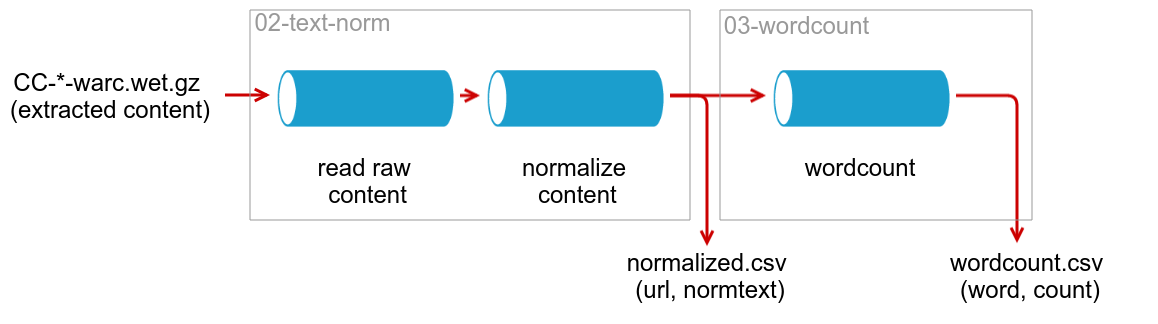 02-text-norm
03-wordcount
CC-*-warc.wet.gz
(extracted content)
read raw
content
normalize
content
wordcount
normalized.csv
(url, normtext)
wordcount.csv
(word, count)